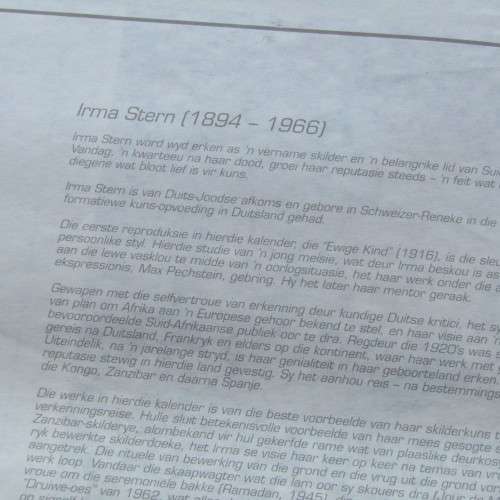 Irma Stern (1894 – 1966)
Irma Stern word wyd erken as 'n vername skilder en 'n belangrike lid van Sui
Vandag, 'n kwarteeu na haar dood, groei haar reputasie steeds – 'n feit wat
diegene wat bloot lief is vir kuns.
Irma Stern is van Duits-Joodse afkoms en gebore in Schweizer-Reneke in die
formatiewe kuns-opvoeding in Duitsland gehad.
Die eerste reproduksie in hierdie kalender, die "Ewige Kind" (1916), is die sleu
persoonlike styl. Hierdie studie van 'n jong meisie, wat deur Irma beskou is as
aan die lewe vasklou te midde van 'n oorlogsituasie, het haar werk onder die a
ekspressionis, Max Pechstein, gebring. Hy het later haar mentor geraak.
Gewapen met die selfvertroue van erkenning deur kundige Duitse kritici, het
van plan om Afrika aan 'n Europese gehoor bekend te stel, en haar visie aan 'n
bevooroordeelde Suid-Afrikaanse publiek oor te dra. Regdeur die 1920's was
gereis na Duitsland, Frankryk en elders op die kontinent, waar haar werk met
Uiteindelik, na 'n jarelange stryd, is haar genialiteit in haar geboorteland erken
reputasie stewig in hierdie land gevestig. Sy het aanhou reis – na bestemmings
die Kongo, Zanzibar en daarna Spanje.
Die werke in hierdie kalender is van die beste voorbeelde van haar skilderkuns
verkenningsreise. Hulle sluit betekenisvolle voorbeelde van haar mees gesogte
Zanzibar-skilderye, alombekend vir hul gekerfde rame wat van plaaslike deurkos
ryk bewerkte skilderdoeke, het Irma se visie haar keer op keer na temas van
aangetrek. Die rituele van bewerking van die grond en die vrug uit die grond
werk loop. Vandaar die skaapwagter wat die lam oor sy skouers dra
vroue om die seremoniële bakke (Ramadan, 1945),
"Druiwe-oes" van 1962, wat